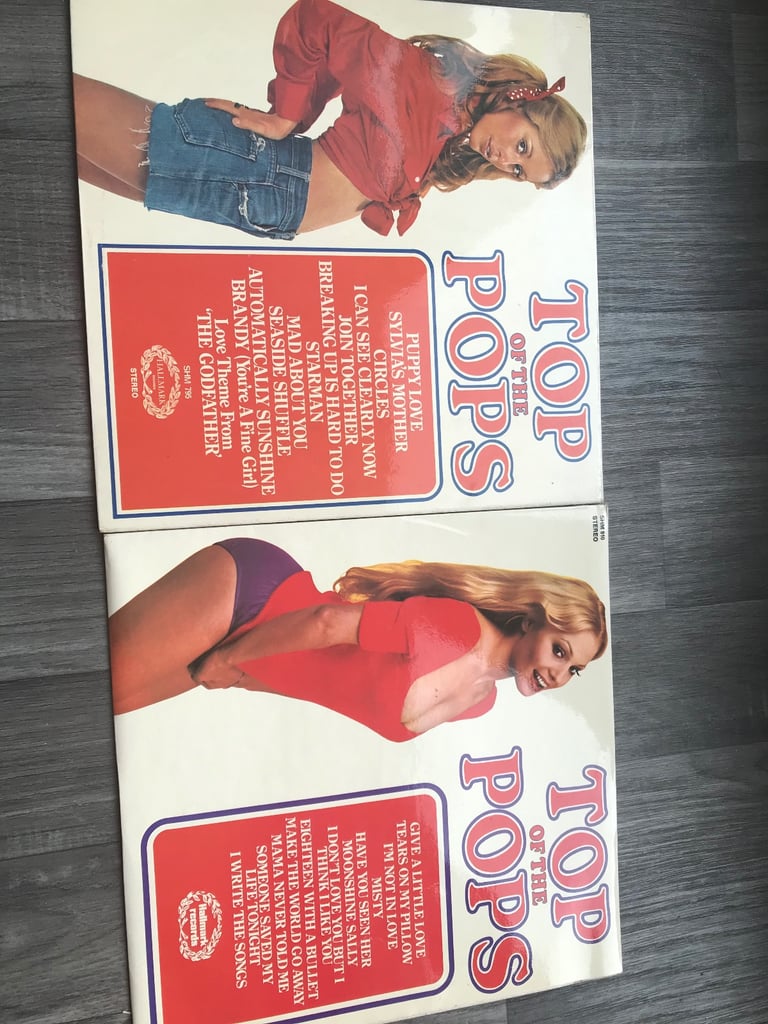 TOP
OF THE
POPS
PUPPY LOVE
SYLVIA'S MOTHER
CIRCLES
I CAN SEE CLEARLY NOW
JOIN TOGETHER
BREAKING UP IS HARD TO DO
STARMAN
MAD ABOUT YOU
SEASIDE SHUFFLE
AUTOMATICALLY SUNSHINE
BRANDY (You're A Fine Girl)
Love Theme From
'THE GODFATHER'
SHM 795
HALLMARK
STEREO
SHM 910
STEREO
TOP
OF THE
POPS
GIVE A LITTLE LOVE
TEARS ON MY PILLOW
I'M NOT IN LOVE
MISTY
HAVE YOU SEEN HER
MOONSHINE SALLY
I DON'T LOVE YOU BUT I
THINK I LIKE YOU
EIGHTEEN WITH A BULLET
MAKE THE WORLD GO AWAY
MAMA NEVER TOLD ME
SOMEONE SAVED MY
LIFE TONIGHT
I WRITE THE SONGS
Hallmark
records